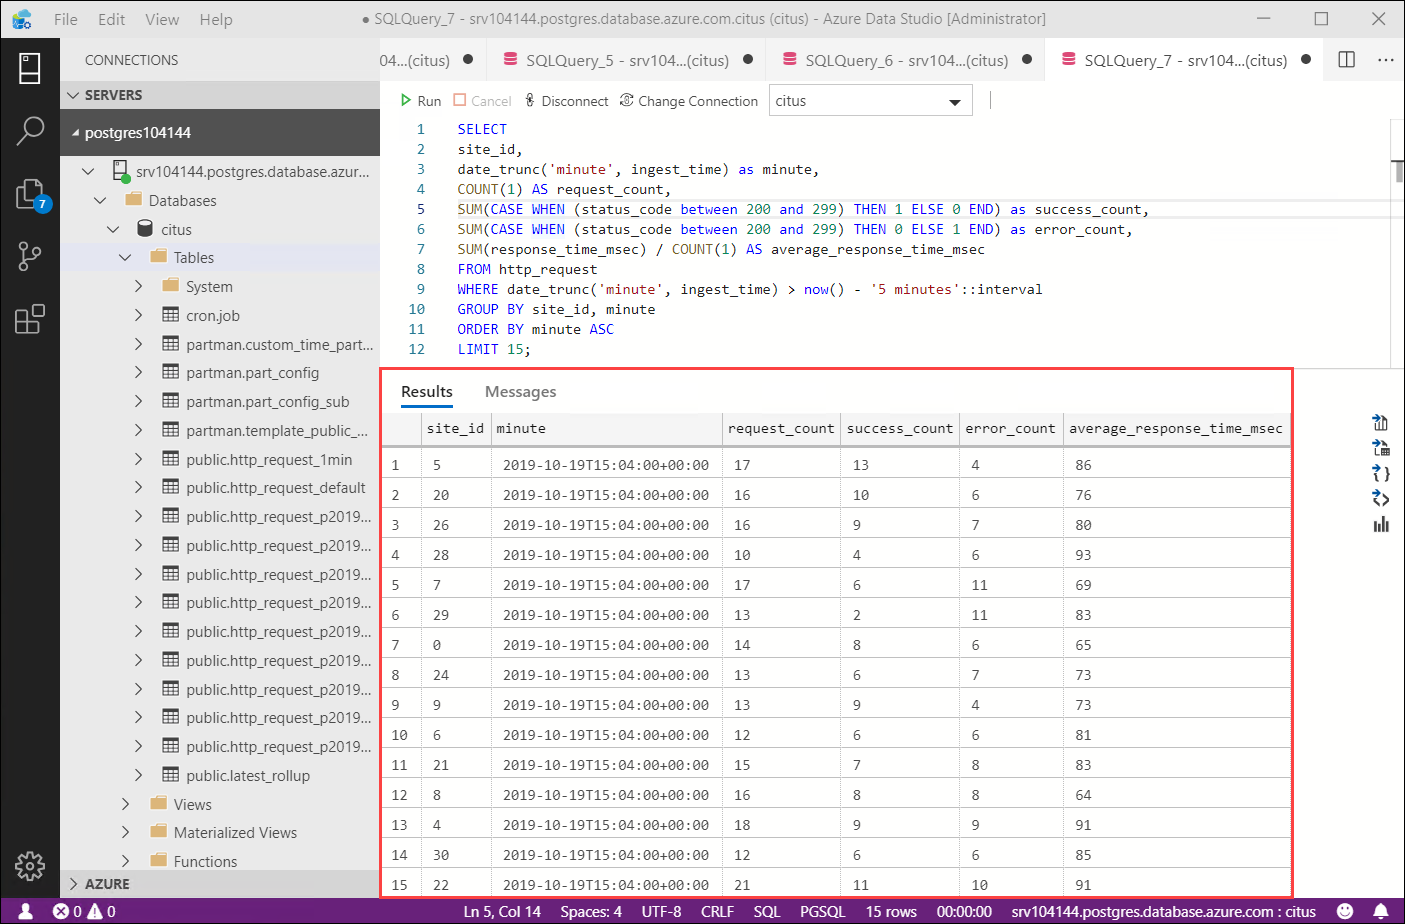 File Edit View Help ● SQLQuery_7 - srv104144.postgres.database.azure.com.citus (citus) - Azure Data Studio [Administrator]
CONNECTIONS
04...(citus) SQLQuery_5 - srv104...(citus) SQLQuery_6 - srv104...(citus) SQLQuery_7 - srv104...(citus)
SERVERS
Run Cancel Disconnect Change Connection citus
postgres104144
srv104144.postgres.database.azur...
Databases
citus
Tables
System
cron.job
partman.custom_time_part...
partman.part_config
partman.part_config_sub
partman.template_public_...
public.http_request_1min
public.http_request_default
public.http_request_p2019...
public.http_request_p2019...
public.http_request_p2019...
public.http_request_p2019...
public.http_request_p2019...
public.http_request_p2019...
public.http_request_p2019...
public.http_request_p2019...
public.http_request_p2019...
public.latest_rollup
Views
Materialized Views
Functions
AZURE
7
1 SELECT
2 site_id,
3 date_trunc('minute', ingest_time) as minute,
4 COUNT(1) AS request_count,
5 SUM(CASE WHEN (status_code between 200 and 299) THEN 1 ELSE 0 END) as success_count,
6 SUM(CASE WHEN (status_code between 200 and 299) THEN 0 ELSE 1 END) as error_count,
7 SUM(response_time_msec) / COUNT(1) AS average_response_time_msec
8 FROM http_request
9 WHERE date_trunc('minute', ingest_time) > now() - '5 minutes'::interval
10 GROUP BY site_id, minute
11 ORDER BY minute ASC
12 LIMIT 15;
Results Messages
site_id minute request_count success_count error_count average_response_time_msec
1 5 2019-10-19T15:04:00+00:00 17 13 4 86
2 20 2019-10-19T15:04:00+00:00 16 10 6 76
3 26 2019-10-19T15:04:00+00:00 16 9 7 80
4 28 2019-10-19T15:04:00+00:00 10 4 6 93
5 7 2019-10-19T15:04:00+00:00 17 6 11 69
6 29 2019-10-19T15:04:00+00:00 13 2 11 83
7 0 2019-10-19T15:04:00+00:00 14 8 6 65
8 24 2019-10-19T15:04:00+00:00 13 6 7 73
9 9 2019-10-19T15:04:00+00:00 13 9 4 73
10 6 2019-10-19T15:04:00+00:00 12 6 6 81
11 21 2019-10-19T15:04:00+00:00 15 7 8 83
12 8 2019-10-19T15:04:00+00:00 16 8 8 64
13 4 2019-10-19T15:04:00+00:00 18 9 9 91
14 30 2019-10-19T15:04:00+00:00 12 6 6 85
15 22 2019-10-19T15:04:00+00:00 21 11 10 91
0 0 Ln 5, Col 14 Spaces: 4 UTF-8 CRLF SQL PGSQL 15 rows 00:00:00 srv104144.postgres.database.azure.com : citus